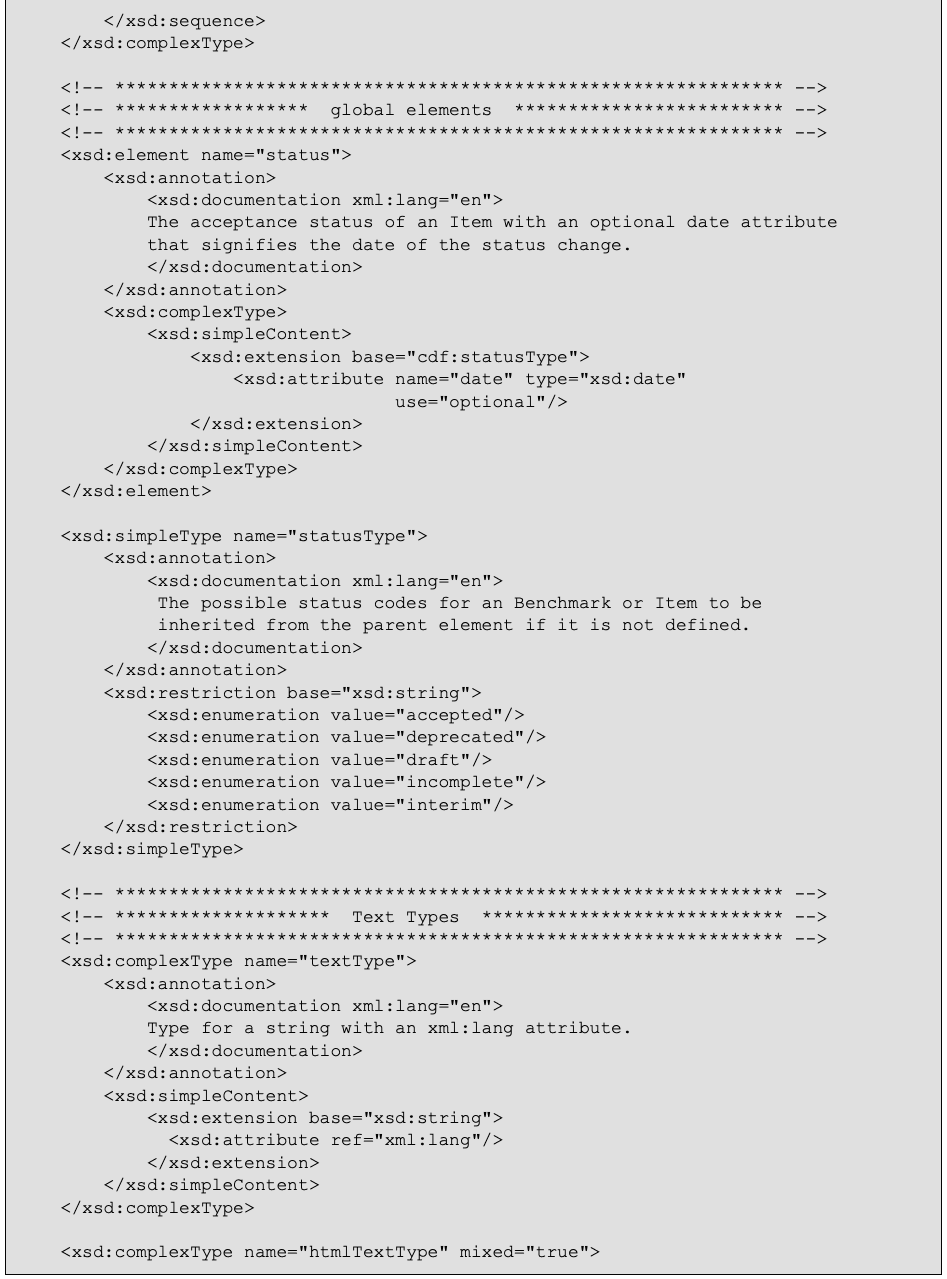 </xsd:sequence>
    </xsd:complexType>

    <!-- ************************************************************** -->
    <!-- ******************  global elements  ************************* -->
    <!-- ************************************************************** -->
    <xsd:element name="status">
        <xsd:annotation>
            <xsd:documentation xml:lang="en">
            The acceptance status of an Item with an optional date attribute
            that signifies the date of the status change.
            </xsd:documentation>
        </xsd:annotation>
        <xsd:complexType>
            <xsd:simpleContent>
                <xsd:extension base="cdf:statusType">
                    <xsd:attribute name="date" type="xsd:date"
                                   use="optional"/>
                </xsd:extension>
            </xsd:simpleContent>
        </xsd:complexType>
    </xsd:element>

    <xsd:simpleType name="statusType">
        <xsd:annotation>
            <xsd:documentation xml:lang="en">
             The possible status codes for an Benchmark or Item to be
             inherited from the parent element if it is not defined.
            </xsd:documentation>
        </xsd:annotation>
        <xsd:restriction base="xsd:string">
            <xsd:enumeration value="accepted"/>
            <xsd:enumeration value="deprecated"/>
            <xsd:enumeration value="draft"/>
            <xsd:enumeration value="incomplete"/>
            <xsd:enumeration value="interim"/>
        </xsd:restriction>
    </xsd:simpleType>

    <!-- ************************************************************** -->
    <!-- ********************  Text Types  **************************** -->
    <!-- ************************************************************** -->
    <xsd:complexType name="textType">
        <xsd:annotation>
            <xsd:documentation xml:lang="en">
            Type for a string with an xml:lang attribute.
            </xsd:documentation>
        </xsd:annotation>
        <xsd:simpleContent>
            <xsd:extension base="xsd:string">
              <xsd:attribute ref="xml:lang"/>
            </xsd:extension>
        </xsd:simpleContent>
    </xsd:complexType>

    <xsd:complexType name="htmlTextType" mixed="true">